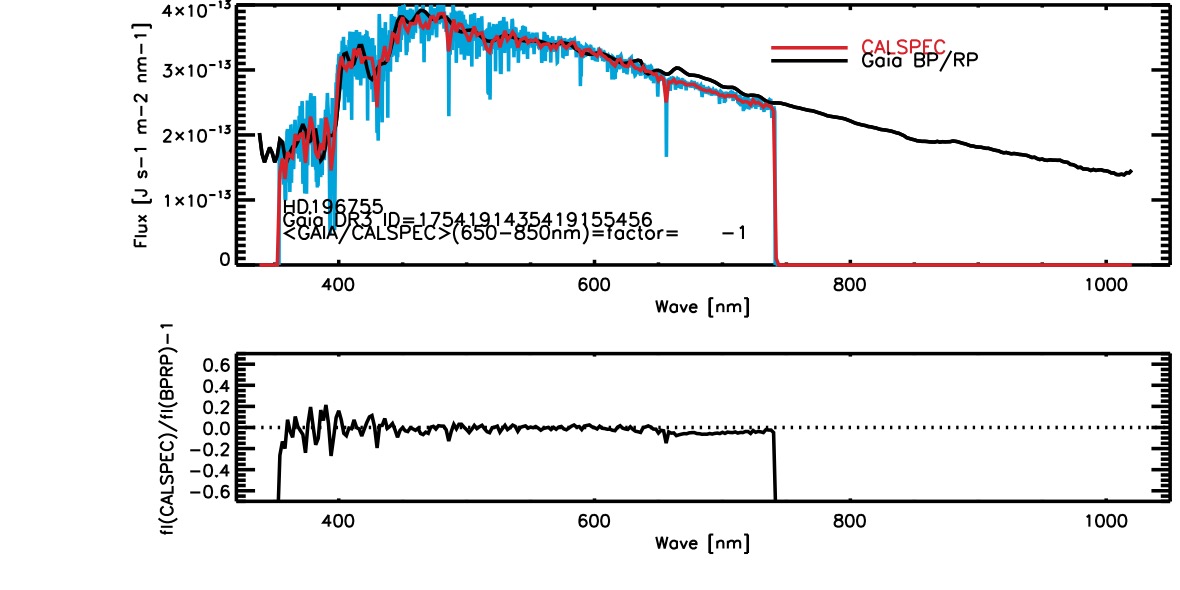 4×10−13
3×10−13
2×10−13
1×10−13
0
Flux [J s−1 m−2 nm−1]
CALSPEC
Gaia BP/RP
HD196755
Gaia DR3 ID=1754191435419155456
<GAIA/CALSPEC>(650−850nm)=factor= −1
400 600 800 1000
Wave [nm]
fl(CALSPEC)/fl(BPRP)−1
0.6
0.4
0.2
0.0
−0.2
−0.4
−0.6
400 600 800 1000
Wave [nm]